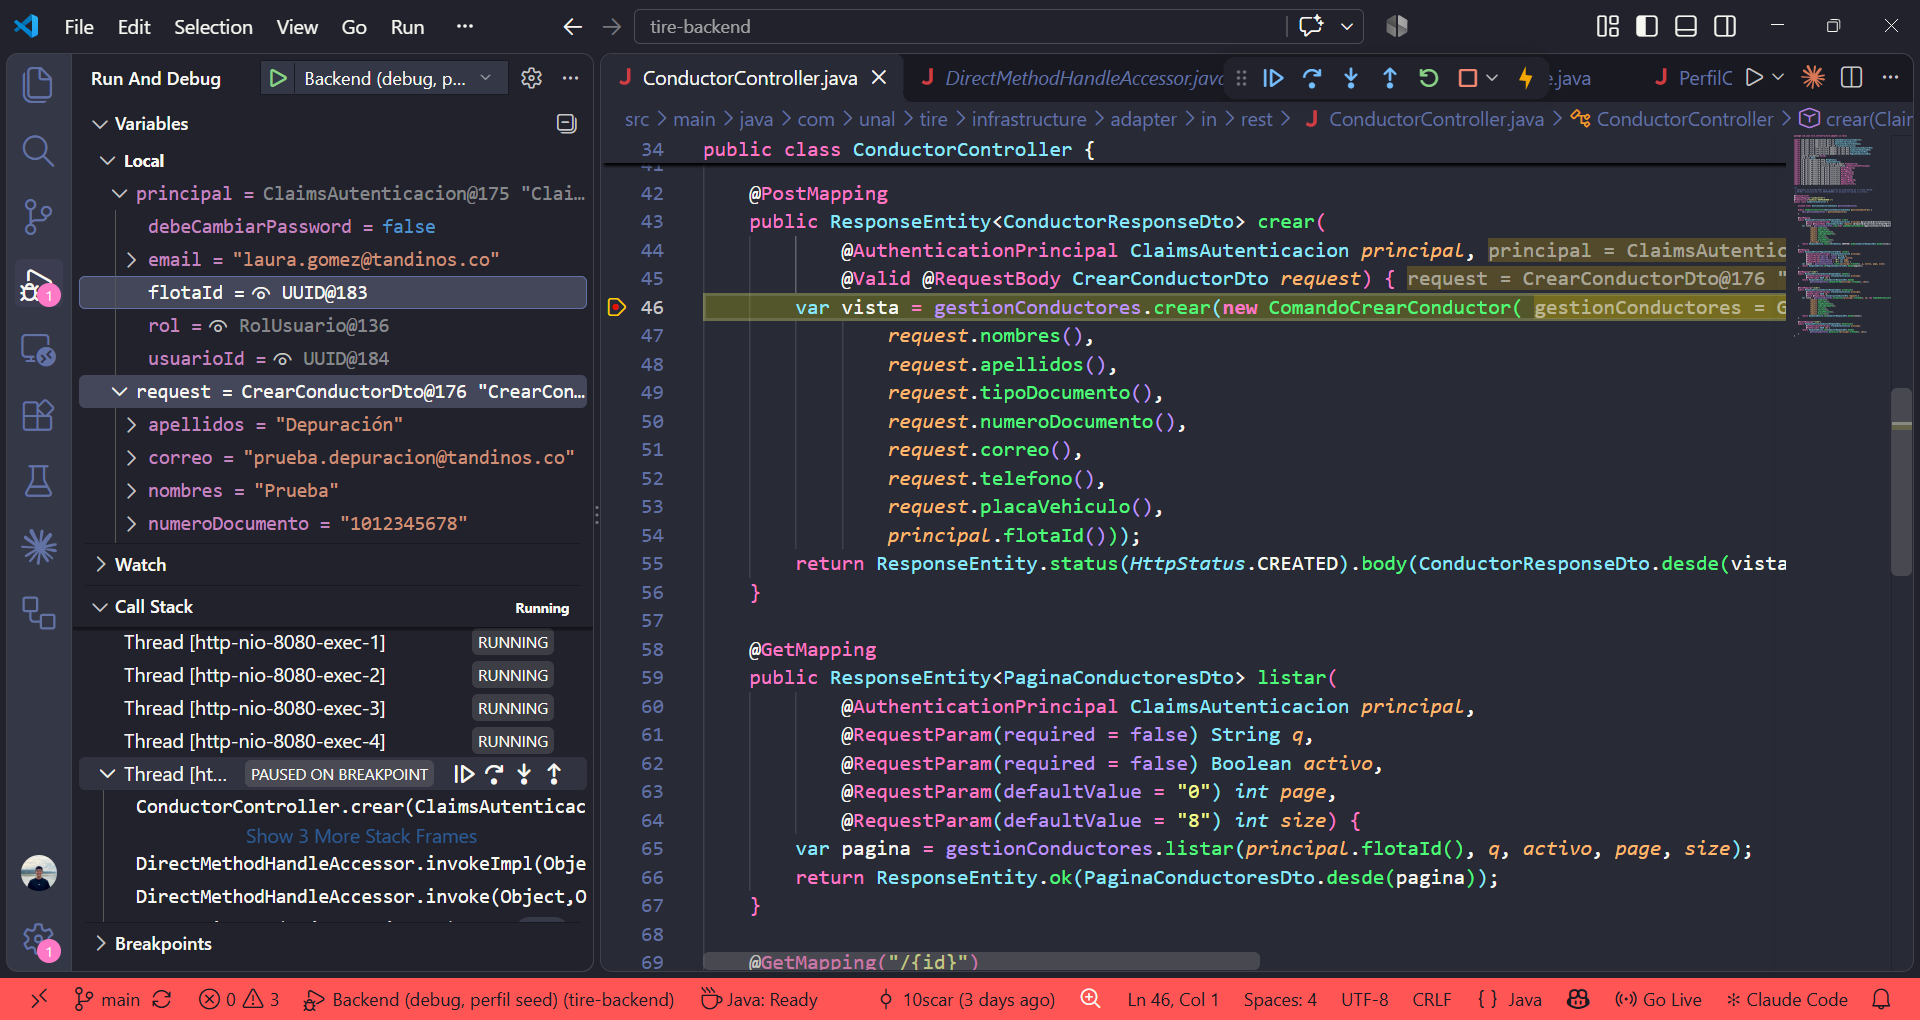 File Edit Selection View Go Run ··· tire-backend
Run And Debug Backend (debug, p... ···
Variables
Local
principal = ClaimsAutenticacion@175 "Clai...
debeCambiarPassword = false
email = "laura.gomez@tandinos.co"
flotaId = UUID@183
rol = RolUsuario@136
usuarioId = UUID@184
request = CrearConductorDto@176 "CrearCon...
apellidos = "Depuración"
correo = "prueba.depuracion@tandinos.co"
nombres = "Prueba"
numeroDocumento = "1012345678"
Watch
Call Stack Running
Thread [http-nio-8080-exec-1] RUNNING
Thread [http-nio-8080-exec-2] RUNNING
Thread [http-nio-8080-exec-3] RUNNING
Thread [http-nio-8080-exec-4] RUNNING
Thread [ht... PAUSED ON BREAKPOINT
ConductorController.crear(ClaimsAutenticac
Show 3 More Stack Frames
DirectMethodHandleAccessor.invokeImpl(Obje
DirectMethodHandleAccessor.invoke(Object,O
Breakpoints
1
1
J ConductorController.java J DirectMethodHandleAccessor.java e.java J PerfilC ···
src > main > java > com > unal > tire > infrastructure > adapter > in > rest > J ConductorController.java > ConductorController > crear(Clair
34 public class ConductorController {
41
42 @PostMapping
43 public ResponseEntity<ConductorResponseDto> crear(
44 @AuthenticationPrincipal ClaimsAutenticacion principal, principal = ClaimsAutentic
45 @Valid @RequestBody CrearConductorDto request) { request = CrearConductorDto@176 "
46 var vista = gestionConductores.crear(new ComandoCrearConductor( gestionConductores = G
47 request.nombres(),
48 request.apellidos(),
49 request.tipoDocumento(),
50 request.numeroDocumento(),
51 request.correo(),
52 request.telefono(),
53 request.placaVehiculo(),
54 principal.flotaId()));
55 return ResponseEntity.status(HttpStatus.CREATED).body(ConductorResponseDto.desde(vista
56 }
57
58 @GetMapping
59 public ResponseEntity<PaginaConductoresDto> listar(
60 @AuthenticationPrincipal ClaimsAutenticacion principal,
61 @RequestParam(required = false) String q,
62 @RequestParam(required = false) Boolean activo,
63 @RequestParam(defaultValue = "0") int page,
64 @RequestParam(defaultValue = "8") int size) {
65 var pagina = gestionConductores.listar(principal.flotaId(), q, activo, page, size);
66 return ResponseEntity.ok(PaginaConductoresDto.desde(pagina));
67 }
68
69 @GetMapping("/{id}")
main 0 3 Backend (debug, perfil seed) (tire-backend) Java: Ready 10scar (3 days ago) Ln 46, Col 1 Spaces: 4 UTF-8 CRLF { } Java Go Live Claude Code